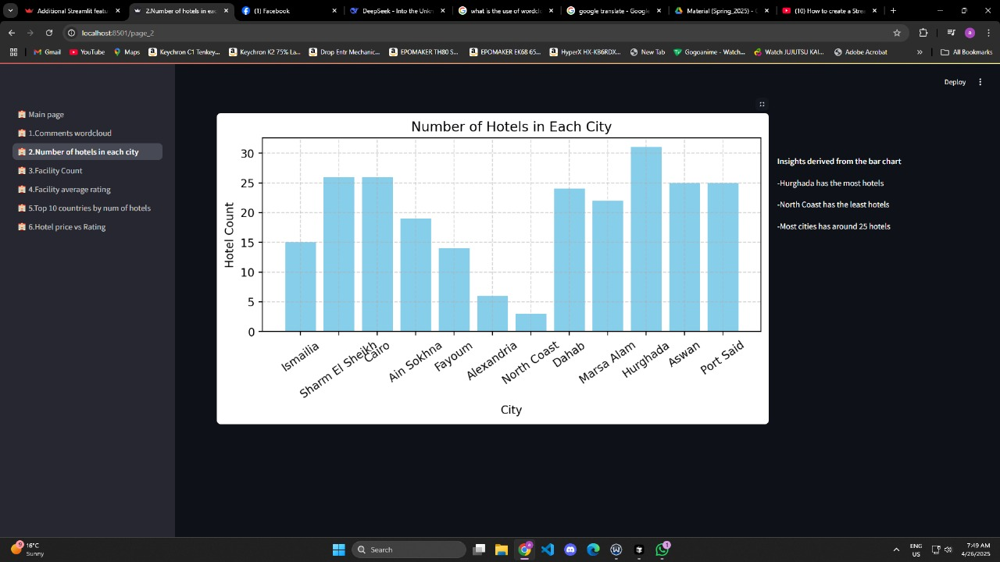 Additional Streamlit featu
2.Number of hotels in eac
(1) Facebook
DeepSeek - Into the Unkn
what is the use of wordclo
google translate - Google
Material (Spring_2025) - G
(10) How to create a Strea
localhost:8501/page_2
Gmail
YouTube
Maps
Keychron C1 Tenkey...
Keychron K2 75% La...
Drop Entr Mechanic...
EPOMAKER TH80 S...
EPOMAKER EK68 65...
HyperX HX-KB6RDX...
New Tab
Gogoanime - Watch...
Watch JUJUTSU KAI...
Adobe Acrobat
All Bookmarks
Deploy
Main page
1.Comments wordcloud
2.Number of hotels in each city
3.Facility Count
4.Facility average rating
5.Top 10 countries by num of hotels
6.Hotel price vs Rating
Number of Hotels in Each City
30
25
20
15
10
5
0
Hotel Count
Ismailia
Sharm El Sheikh
Cairo
Ain Sokhna
Fayoum
Alexandria
North Coast
Dahab
Marsa Alam
Hurghada
Aswan
Port Said
City
Insights derived from the bar chart
-Hurghada has the most hotels
-North Coast has the least hotels
-Most cities has around 25 hotels
9
16°C
Sunny
Search
1
ENG
US
7:49 AM
4/26/2025